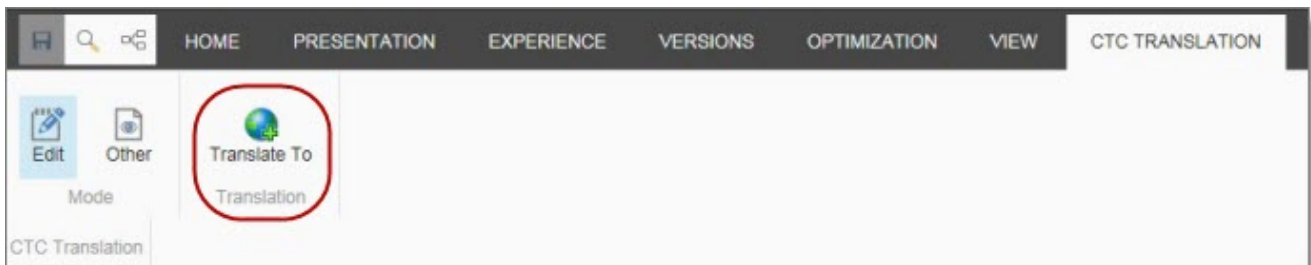 HOME PRESENTATION EXPERIENCE VERSIONS OPTIMIZATION VIEW CTC TRANSLATION
Edit Other Translate To
Mode Translation
CTC Translation